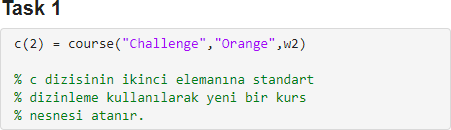 Task 1
c(2) = course("Challenge","Orange",w2)
% c dizisinin ikinci elemanına standart
% dizinleme kullanılarak yeni bir kurs
% nesnesi atanır.